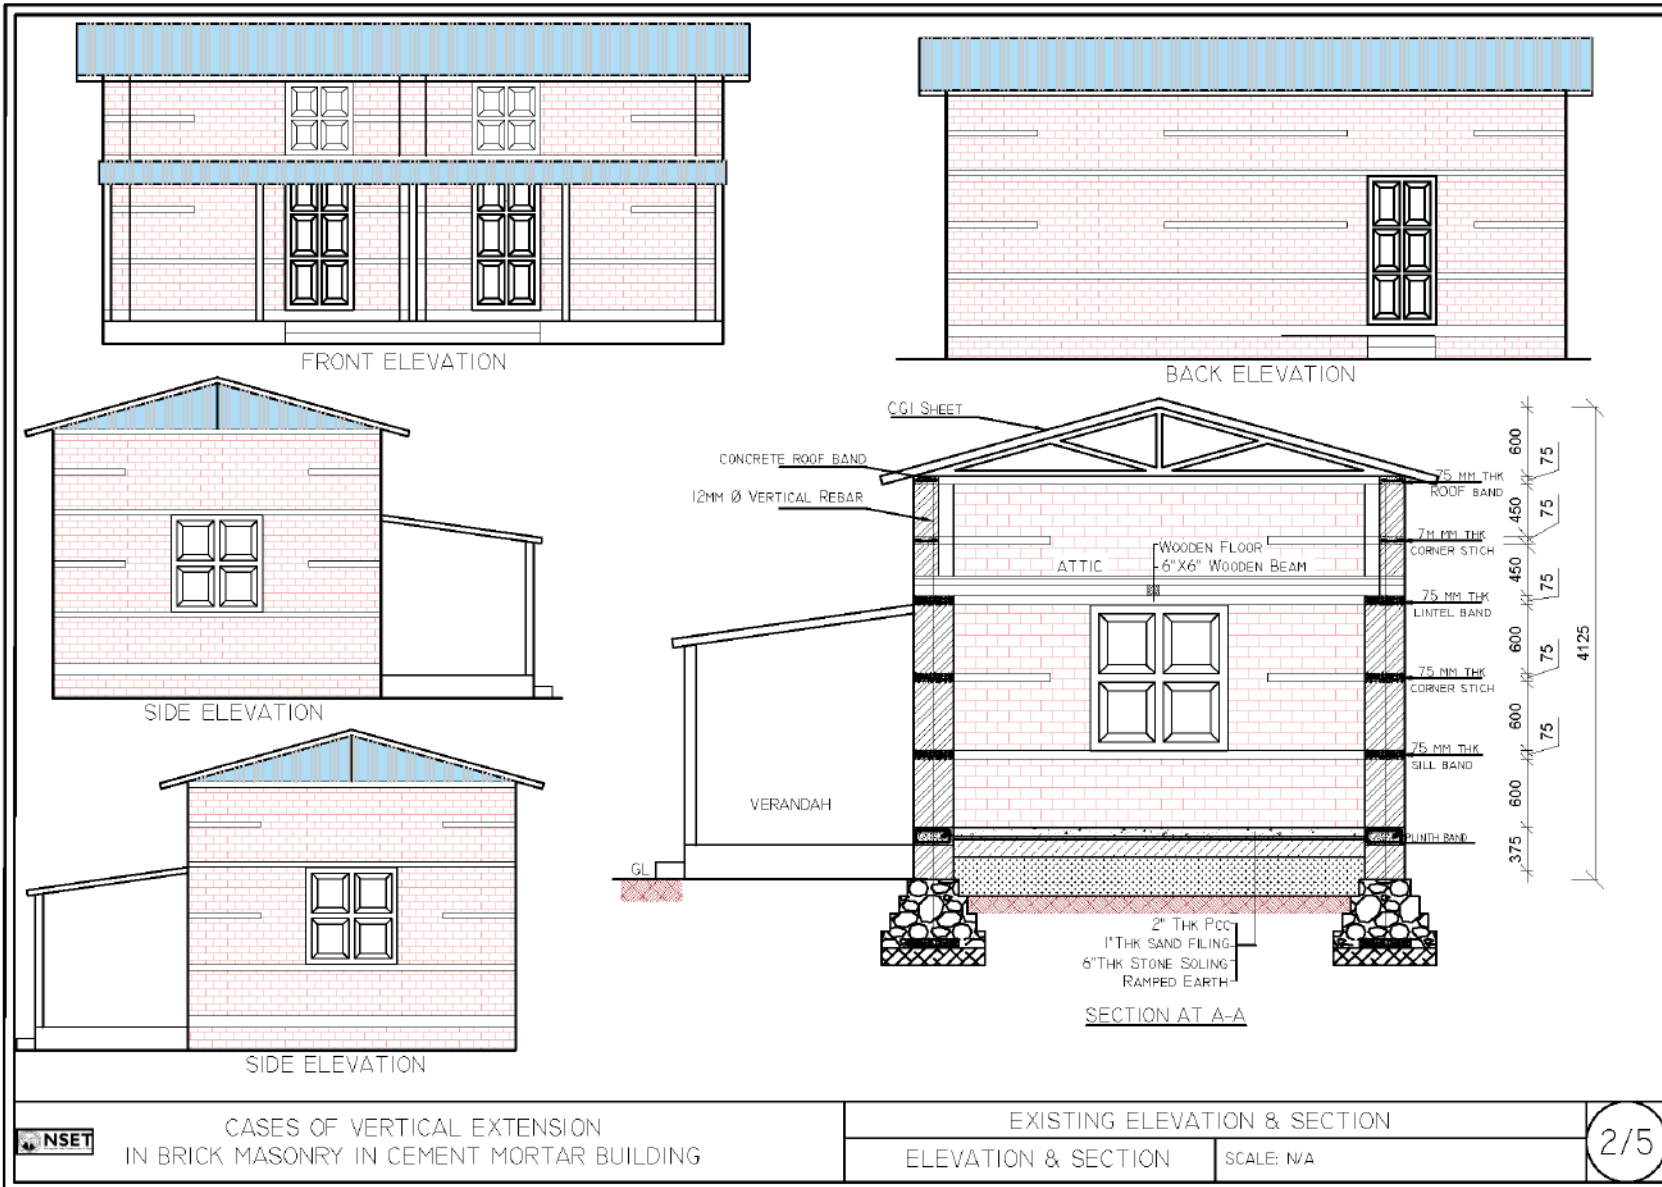 FRONT ELEVATION
BACK ELEVATION
SIDE ELEVATION
SIDE ELEVATION
CGI SHEET
CONCRETE ROOF BAND
12MM Ø VERTICAL REBAR
ATTIC
WOODEN FLOOR
6"X6" WOODEN BEAM
VERANDAH
GL
75 MM THK
ROOF BAND
7M MM THK
CORNER STICH
75 MM THK
LINTEL BAND
75 MM THK
CORNER STICH
75 MM THK
SILL BAND
PLINTH BAND
600
75
450
75
450
75
600
75
600
75
600
375
4125
2" THK PCC
1"THK SAND FILING
6"THK STONE SOLING
RAMPED EARTH
SECTION AT A-A
NSET
CASES OF VERTICAL EXTENSION
IN BRICK MASONRY IN CEMENT MORTAR BUILDING
EXISTING ELEVATION & SECTION
ELEVATION & SECTION
SCALE: N/A
2/5